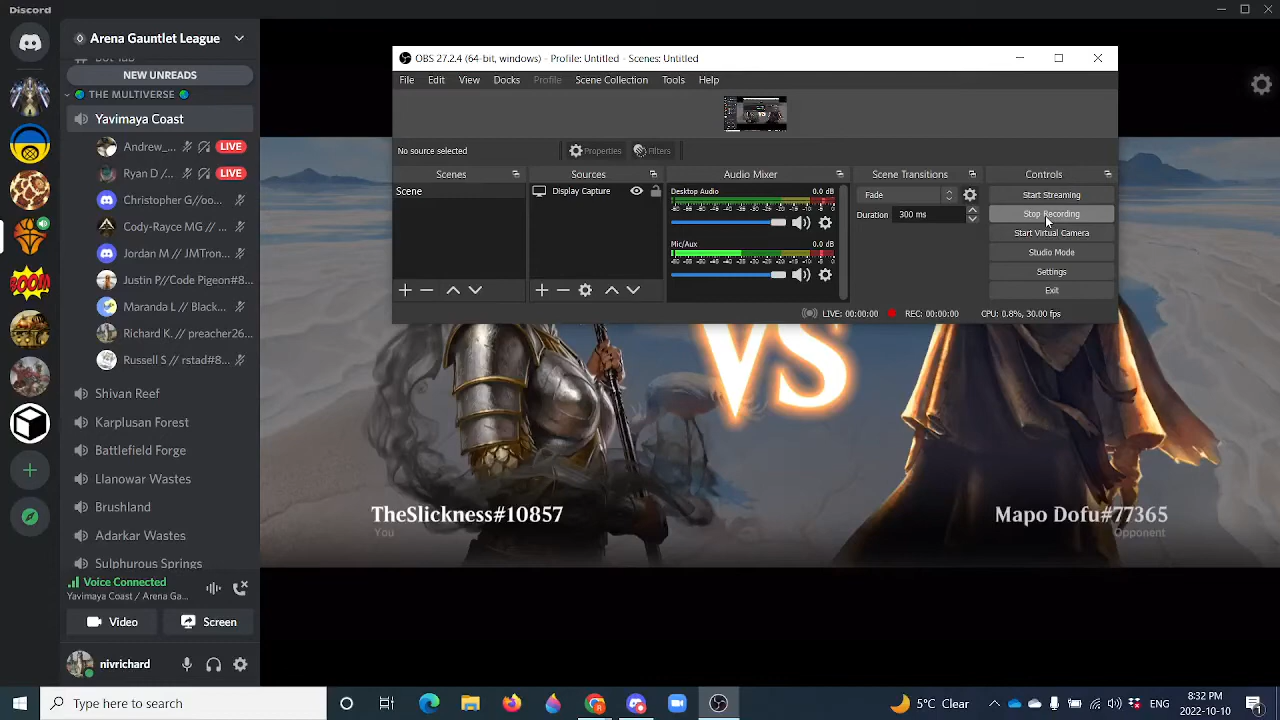 Discord
Arena Gauntlet League
NEW UNREADS
THE MULTIVERSE
Yavimaya Coast
Andrew_... LIVE
Ryan D // ... LIVE
Christopher G/oo...
Cody-Rayce MG // ...
Jordan M // JMTron...
Justin P//Code Pigeon#...
Maranda L // Black...
Richard K. // preacher26...
Russell S // rstad#8...
Shivan Reef
Karplusan Forest
Battlefield Forge
Llanowar Wastes
Brushland
Adarkar Wastes
Sulphurous Springs
Voice Connected
Yavimaya Coast / Arena Ga...
Video Screen
nivrichard
OBS 27.2.4 (64-bit, windows) - Profile: Untitled - Scenes: Untitled
File Edit View Docks Profile Scene Collection Tools Help
No source selected Properties Filters
Scenes Sources Audio Mixer Scene Transitions Controls
Scene
Display Capture
Desktop Audio 0.0 dB
Mic/Aux 0.0 dB
Fade
Duration 300 ms
Start Streaming
Stop Recording
Start Virtual Camera
Studio Mode
Settings
Exit
LIVE: 00:00:00 REC: 00:00:00 CPU: 0.8%, 30.00 fps
VS
TheSlickness#10857
You
Mapo Dofu#77365
Opponent
Type here to search
5°C Clear
ENG
8:32 PM
2022-10-10
1